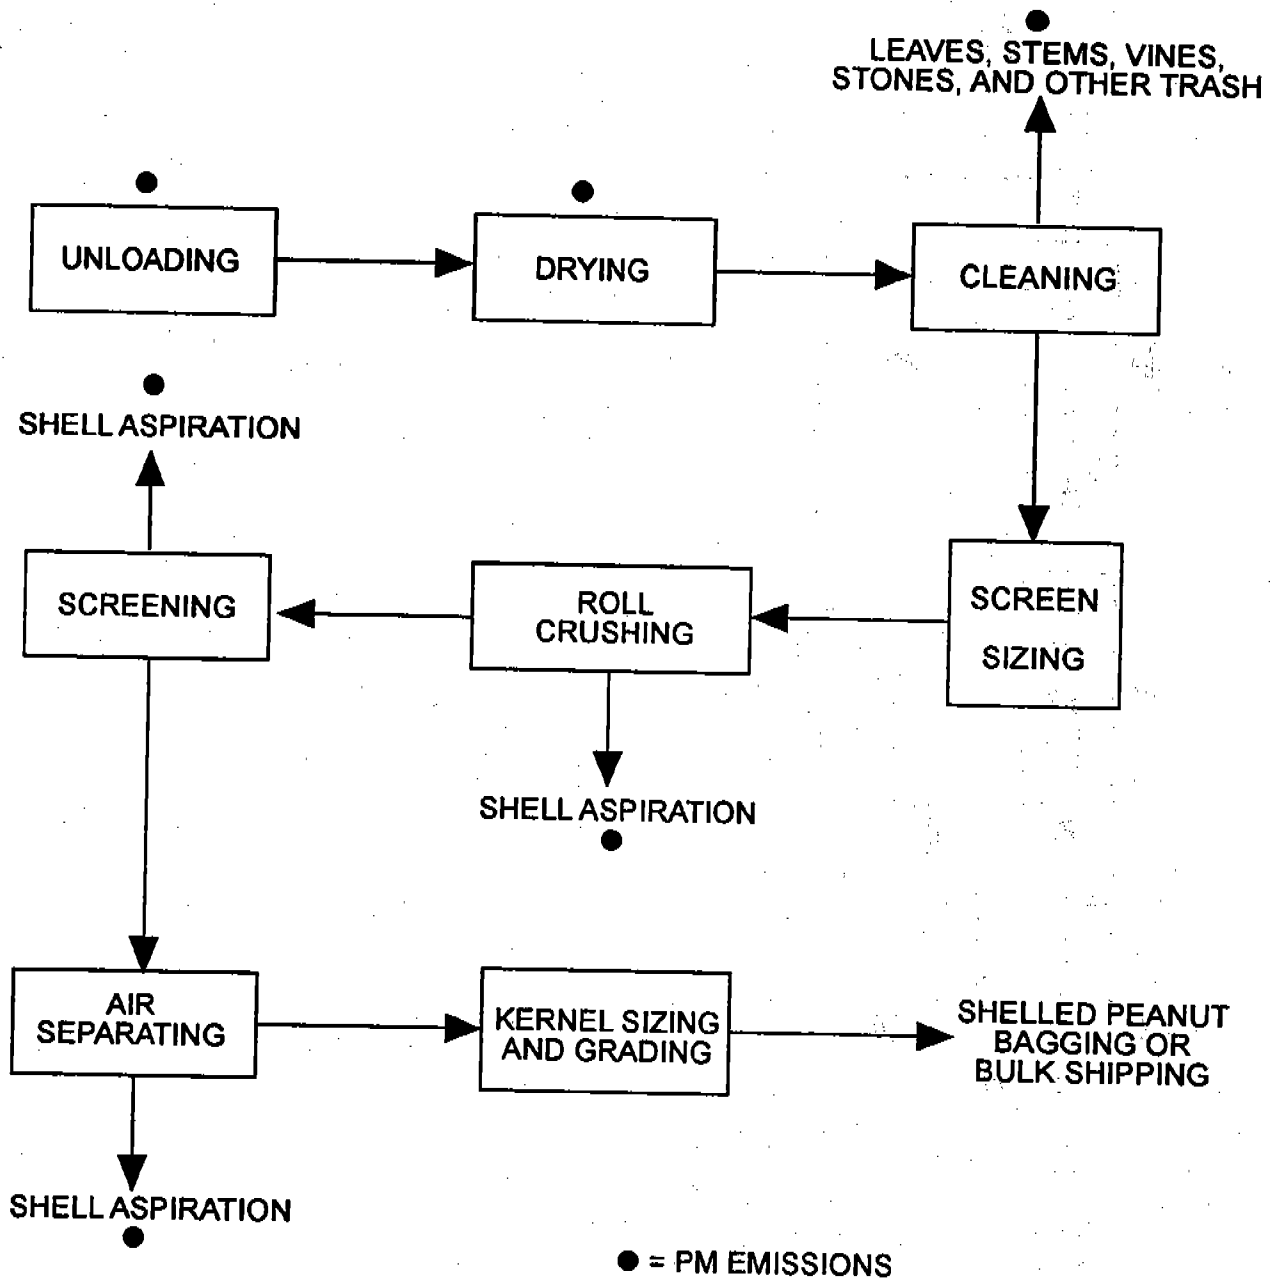 LEAVES, STEMS, VINES,
STONES, AND OTHER TRASH
UNLOADING
DRYING
CLEANING
SHELL ASPIRATION
SCREENING
ROLL
CRUSHING
SCREEN
SIZING
SHELL ASPIRATION
AIR
SEPARATING
KERNEL SIZING
AND GRADING
SHELLED PEANUT
BAGGING OR
BULK SHIPPING
SHELL ASPIRATION
● = PM EMISSIONS